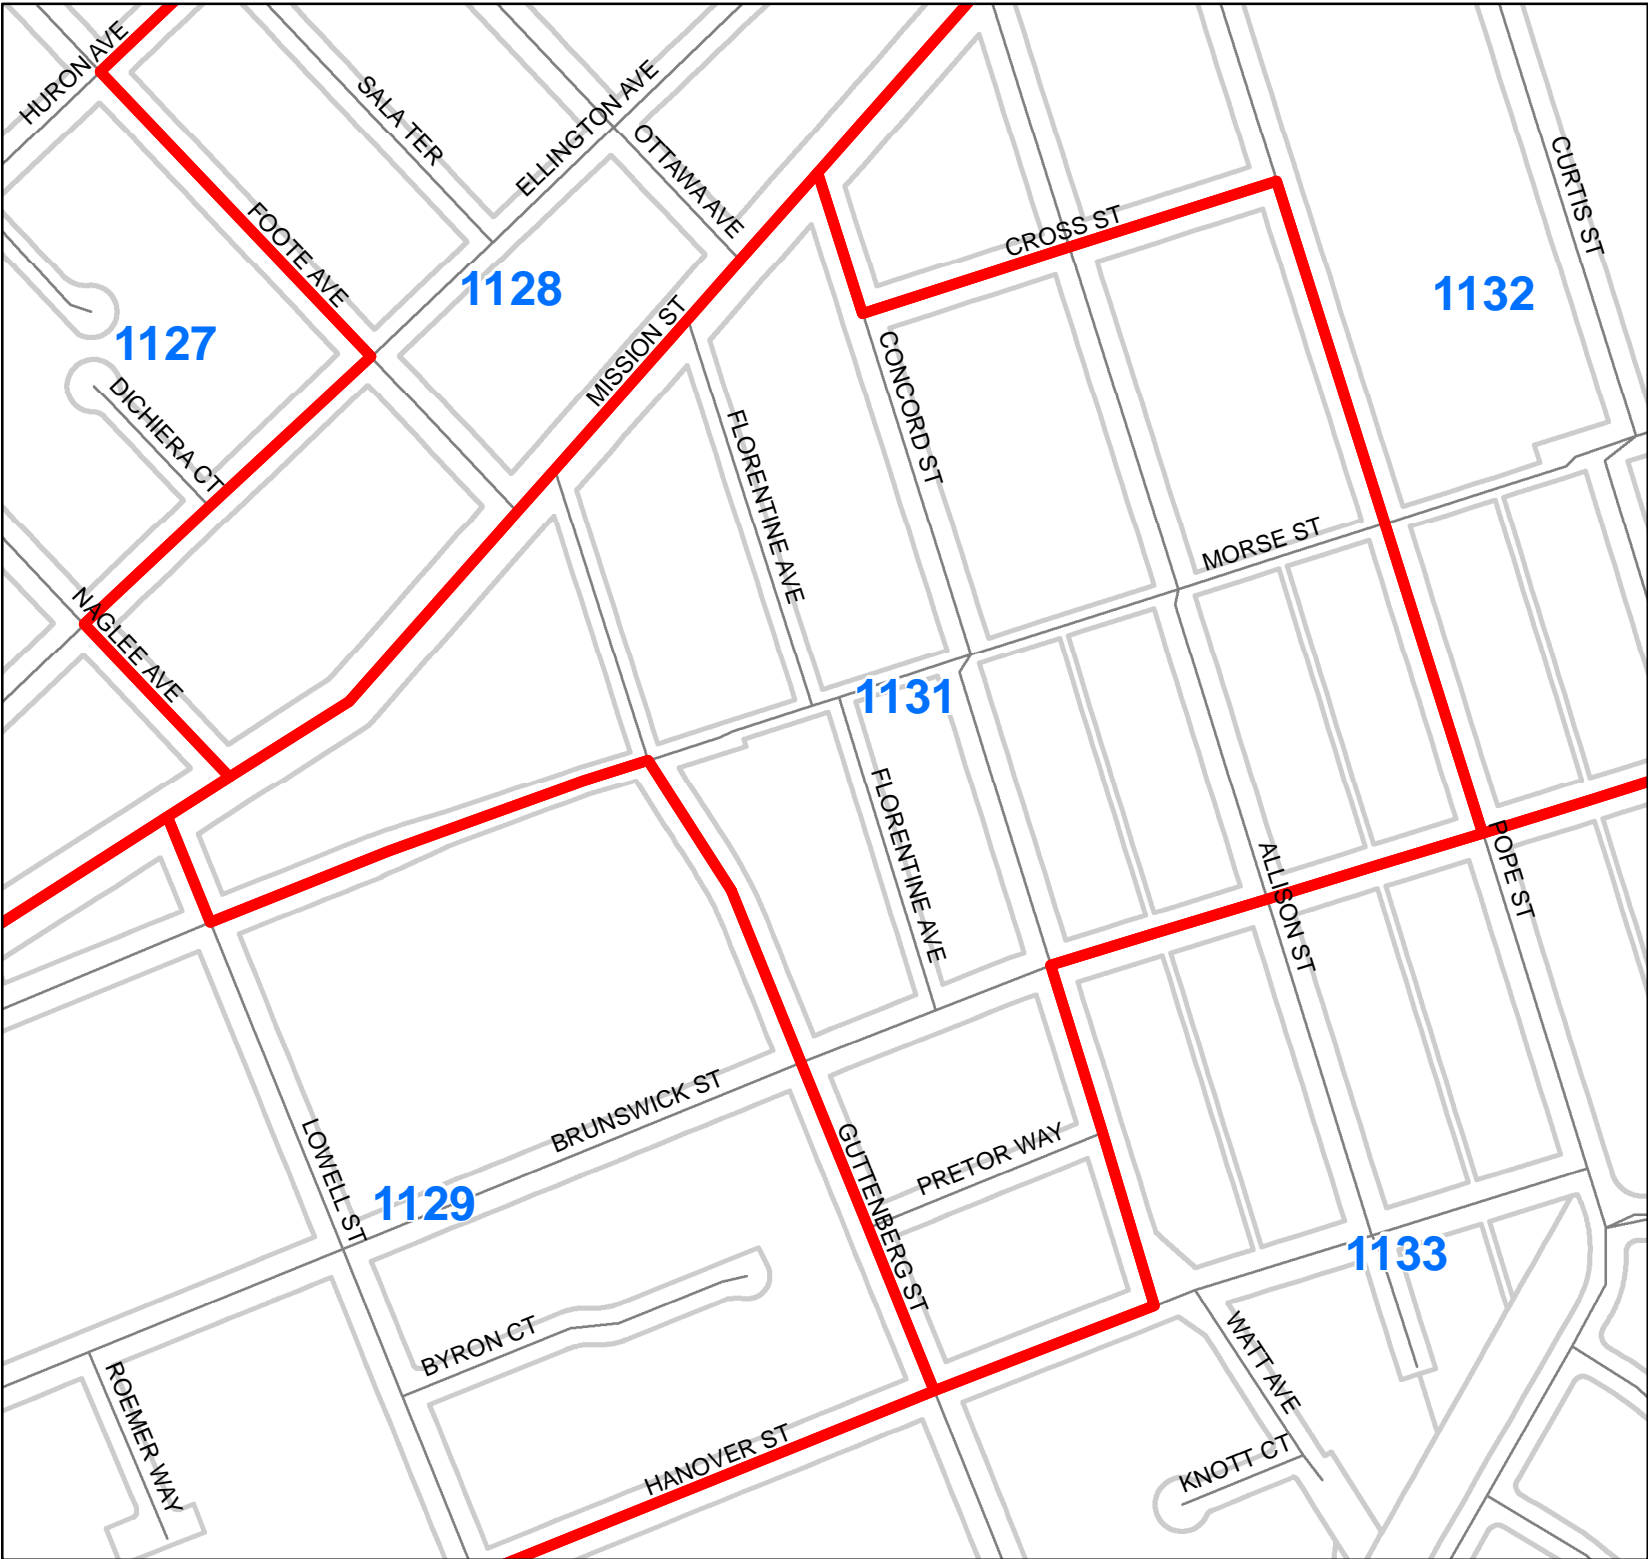 HURON AVE
SALA TER
ELLINGTON AVE
OTTAWA AVE
CURTIS ST
FOOTE AVE
CROSS ST
1128
1132
1127
MISSION ST
CONCORD ST
DICHIERA CT
FLORENTINE AVE
MORSE ST
NAGLEE AVE
1131
FLORENTINE AVE
ALLISON ST
POPE ST
BRUNSWICK ST
LOWELL ST
GUTTENBERG ST
PRETOR WAY
1129
1133
BYRON CT
WATT AVE
ROEMER WAY
HANOVER ST
KNOTT CT